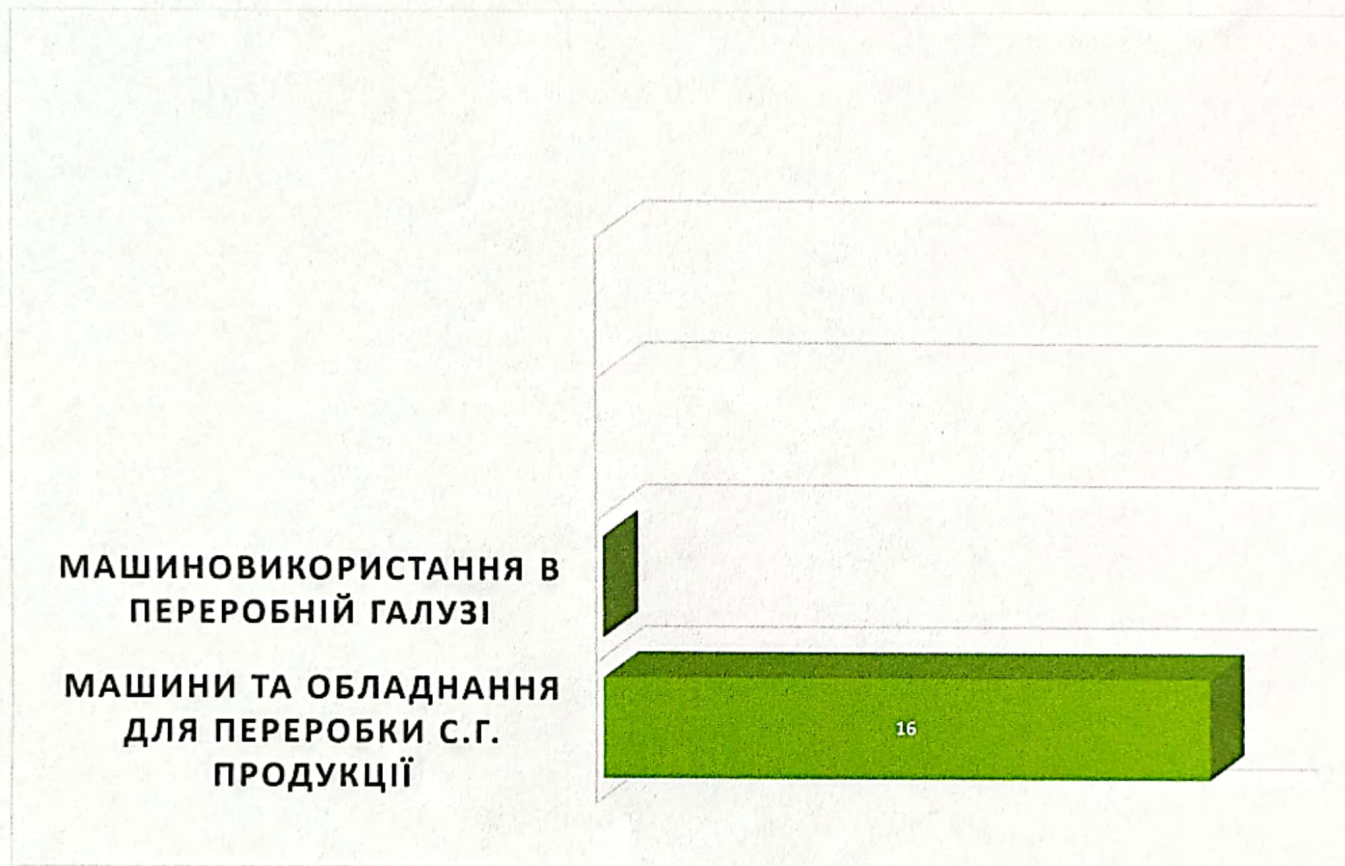 МАШИНОВИКОРИСТАННЯ В
ПЕРЕРОБНІЙ ГАЛУЗІ
МАШИНИ ТА ОБЛАДНАННЯ
ДЛЯ ПЕРЕРОБКИ С.Г.
ПРОДУКЦІЇ
16